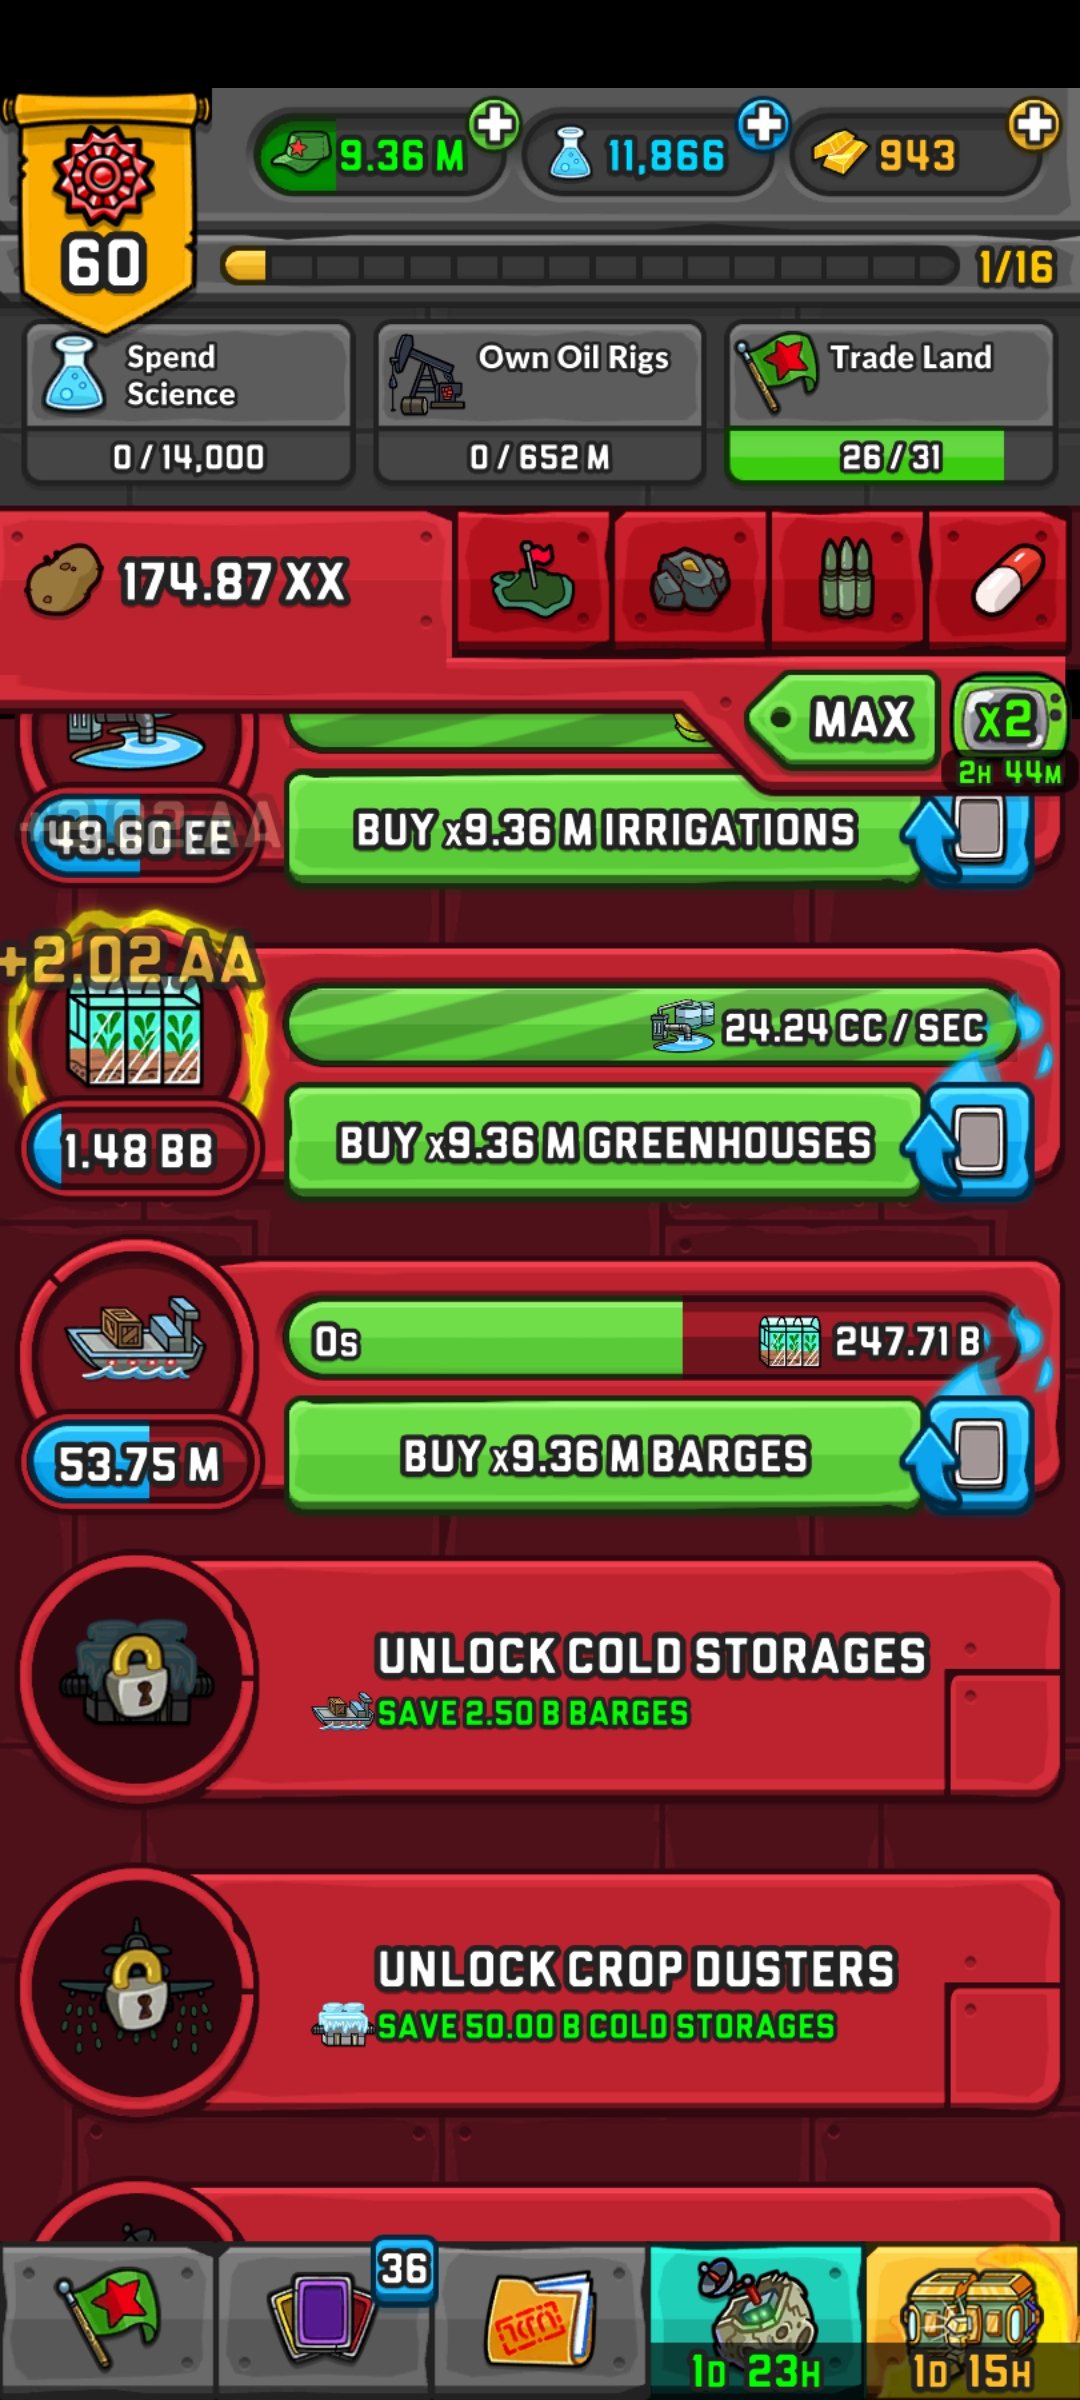 9.36 M
11,866
943
60
1/16
Spend
Science
0/14,000
Own Oil Rigs
0/652 M
Trade Land
26/31
174.87 XX
MAX
x2
2H 44M
49.60 EE
BUY x9.36 M IRRIGATIONS
+2.02 AA
24.24 CC/SEC
1.48 BB
BUY x9.36 M GREENHOUSES
0s
247.71 B
53.75 M
BUY x9.36 M BARGES
UNLOCK COLD STORAGES
SAVE 2.50 B BARGES
UNLOCK CROP DUSTERS
SAVE 50.00 B COLD STORAGES
36
1D 23H
1D 15H